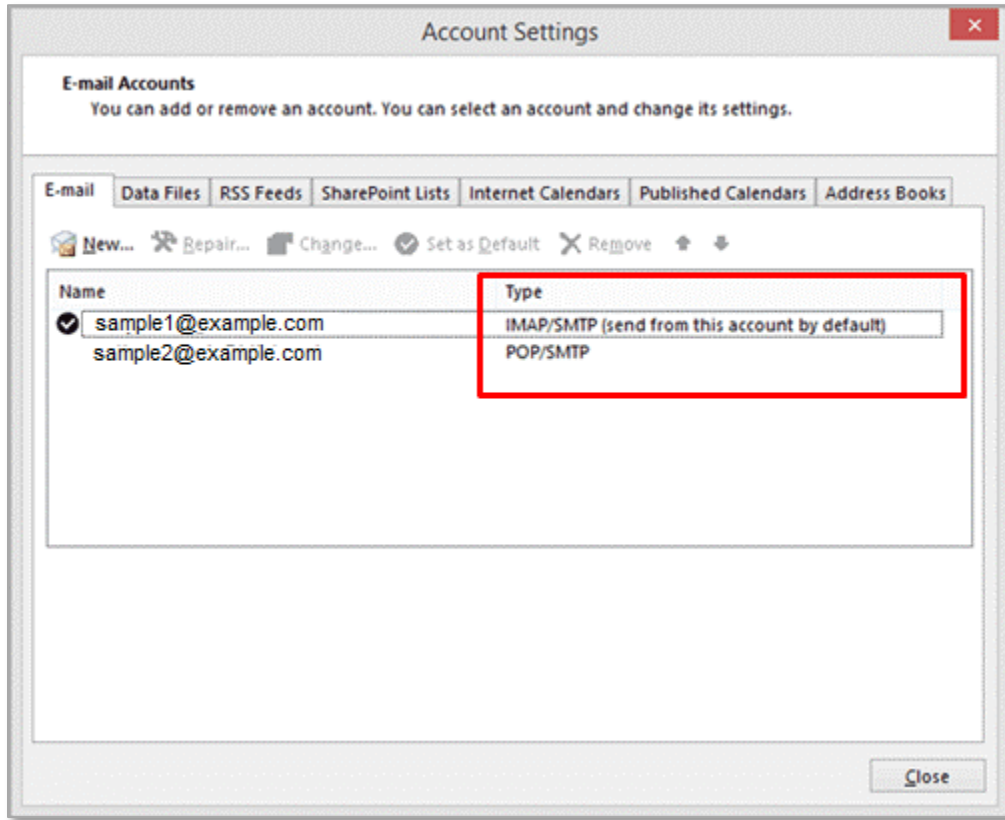 Account Settings
E-mail Accounts
You can add or remove an account. You can select an account and change its settings.
E-mail Data Files RSS Feeds SharePoint Lists Internet Calendars Published Calendars Address Books
New... Repair... Change... Set as Default Remove
Name Type
sample1@example.com IMAP/SMTP (send from this account by default)
sample2@example.com POP/SMTP
Close